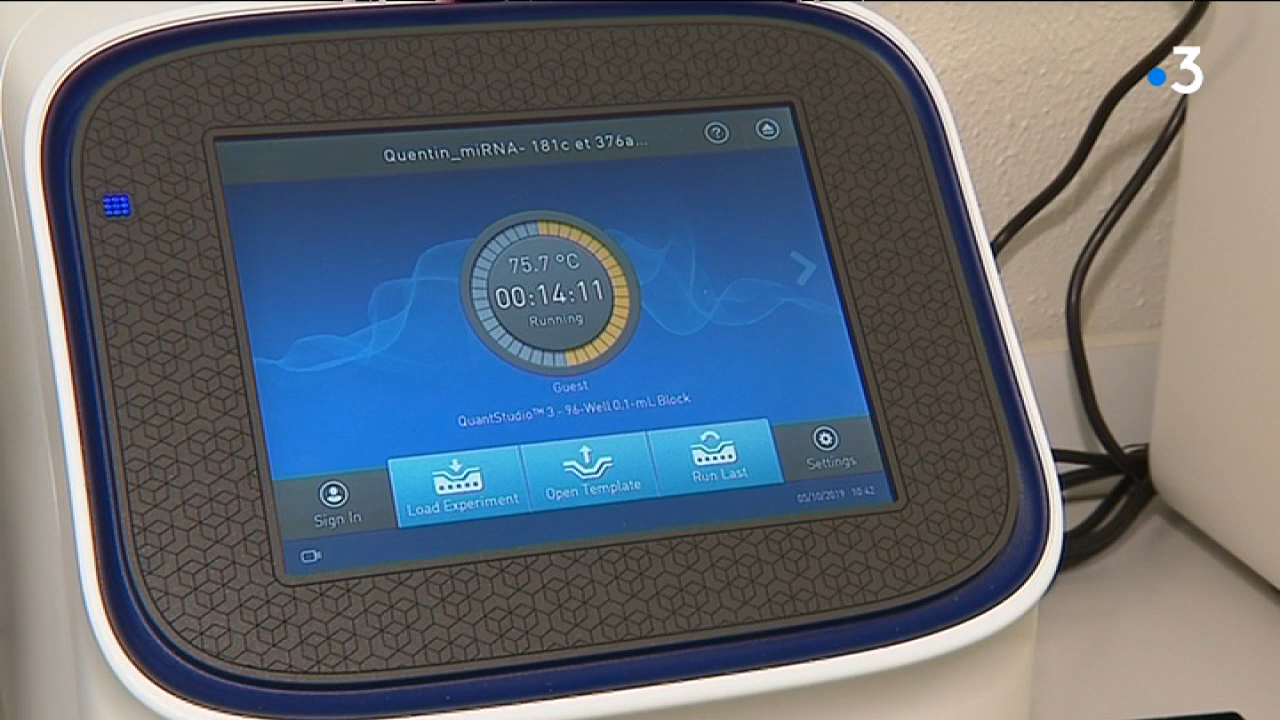 3
Quentin_miRNA- 181c et 376a...
?
75.7 °C
00:14:11
Running
Guest
QuantStudio™ 3 - 96-Well 0.1-mL Block
Sign In
Load Experiment
Open Template
Run Last
Settings
05/10/2019 10:42